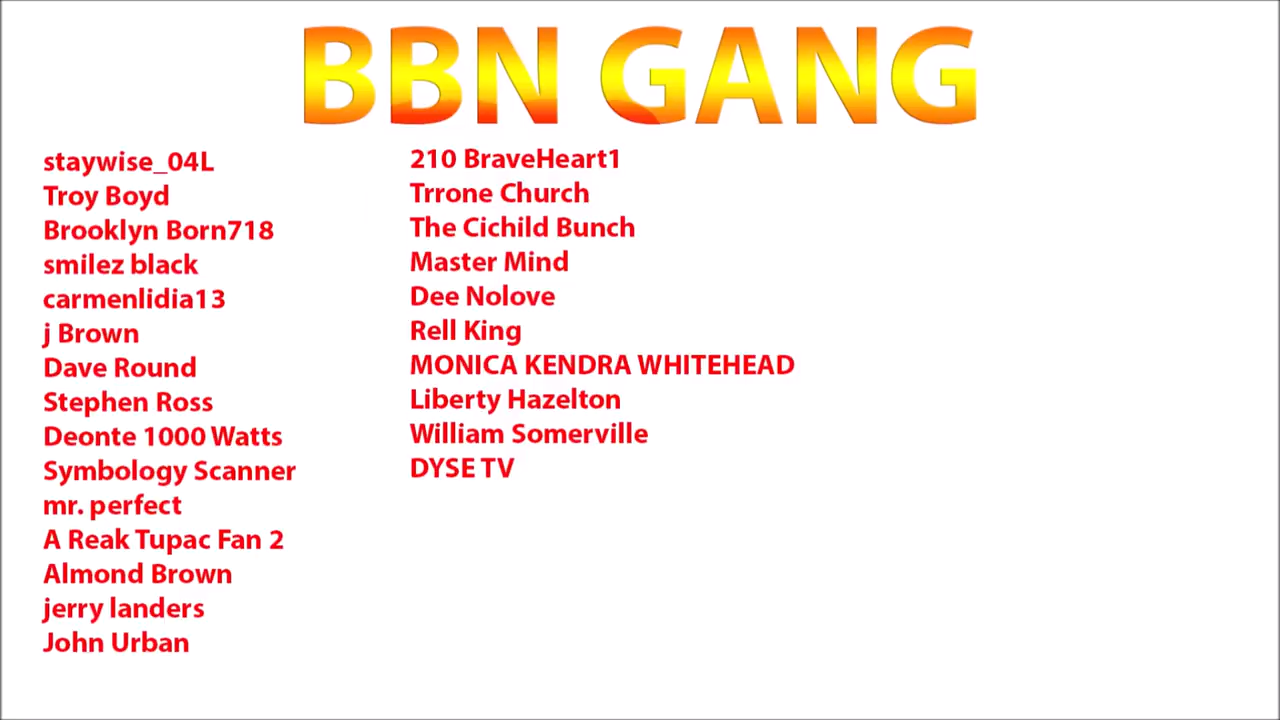 BBN GANG
staywise_04L
Troy Boyd
Brooklyn Born718
smilez black
carmenlidia13
j Brown
Dave Round
Stephen Ross
Deonte 1000 Watts
Symbology Scanner
mr. perfect
A Reak Tupac Fan 2
Almond Brown
jerry landers
John Urban
210 BraveHeart1
Trrone Church
The Cichild Bunch
Master Mind
Dee Nolove
Rell King
MONICA KENDRA WHITEHEAD
Liberty Hazelton
William Somerville
DYSE TV